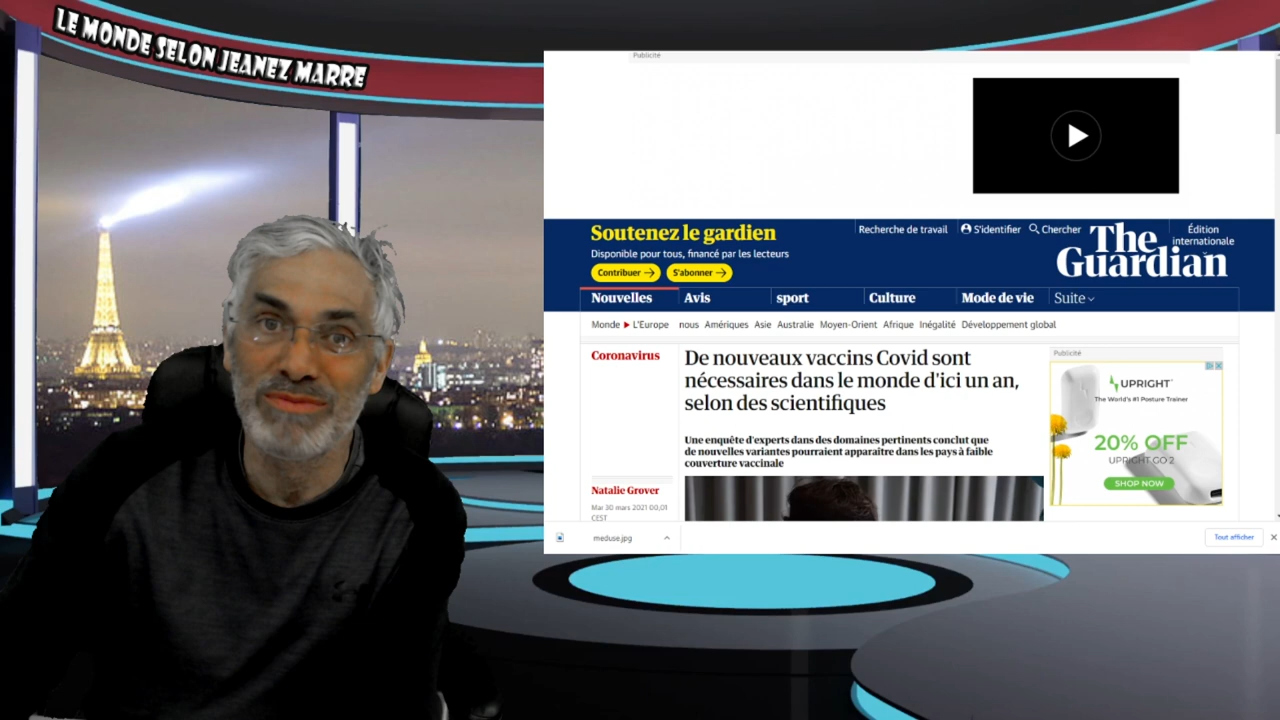 LE MONDE SELON JEANEZ MARRE
Publicité
Soutenez le gardien
Disponible pour tous, financé par les lecteurs
Contribuer →
S'abonner →
Recherche de travail
S'identifier
Chercher
Édition
internationale
The
Guardian
Nouvelles
Avis
sport
Culture
Mode de vie
Suite
Monde
L'Europe
nous
Amériques
Asie
Australie
Moyen-Orient
Afrique
Inégalité
Développement global
Coronavirus
De nouveaux vaccins Covid sont
nécessaires dans le monde d'ici un an,
selon des scientifiques
Une enquête d'experts dans des domaines pertinents conclut que
de nouvelles variantes pourraient apparaître dans les pays à faible
couverture vaccinale
Natalie Grover
Mar 30 mars 2021 00,01
CEST
Publicité
UPRIGHT
The World's #1 Posture Trainer
20% OFF
UPRIGHT GO 2
SHOP NOW
meduse.jpg
Tout afficher